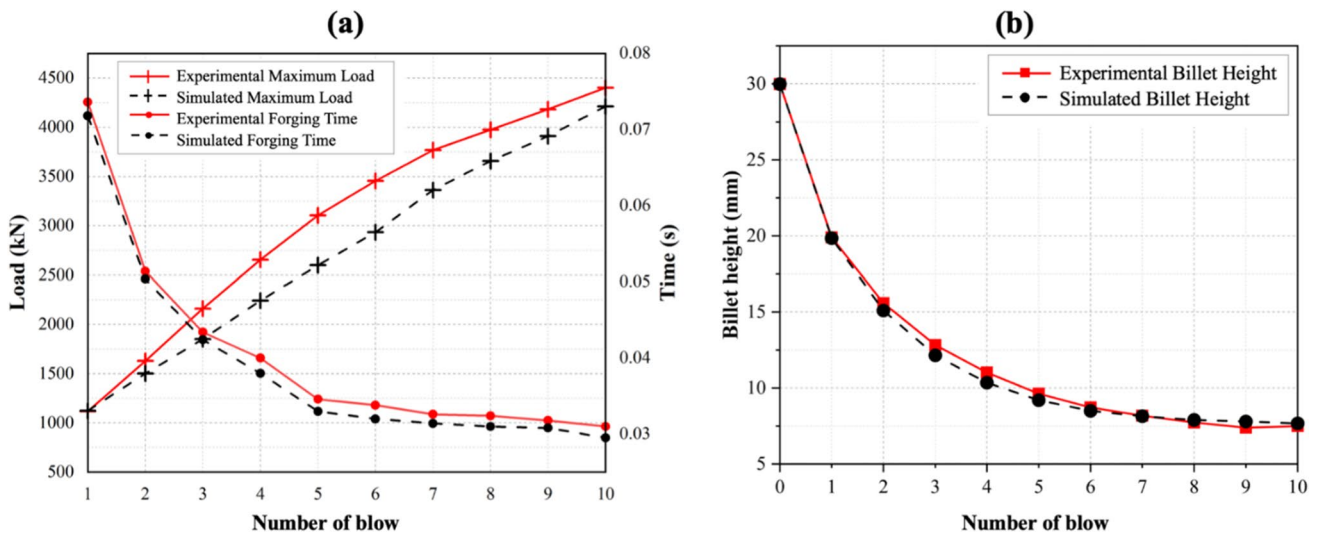 (a)
Experimental Maximum Load
Simulated Maximum Load
Experimental Forging Time
Simulated Forging Time
Load (kN)
4500
4000
3500
3000
2500
2000
1500
1000
500
1 2 3 4 5 6 7 8 9 10
Number of blow
0.08
0.07
0.06
0.05
0.04
0.03
Time (s)
(b)
Experimental Billet Height
Simulated Billet Height
Billet height (mm)
30
25
20
15
10
5
0 1 2 3 4 5 6 7 8 9 10
Number of blow